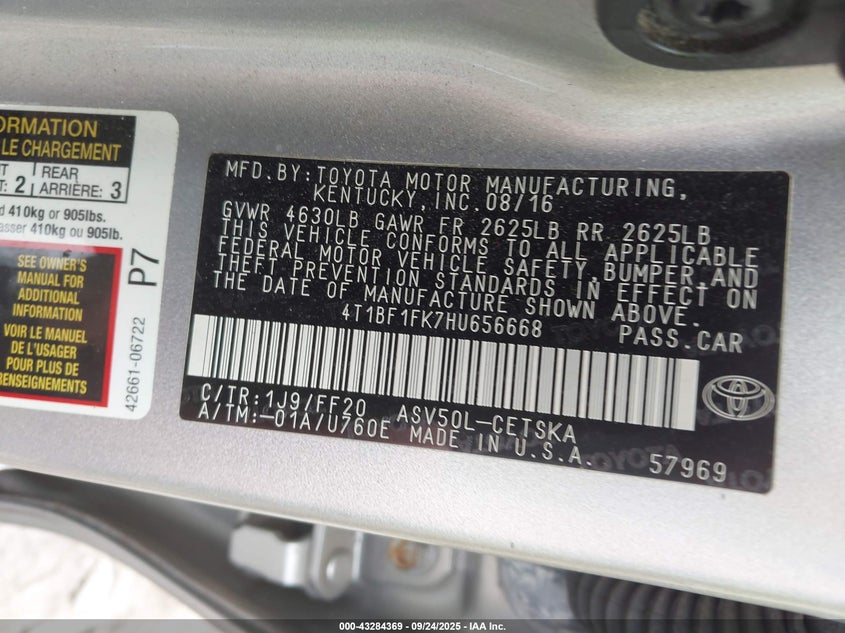 ORMATION
LE CHARGEMENT
NT
: 2
REAR
ARRIÈRE: 3
d 410kg or 905lbs.
asser 410kg ou 905lb.
SEE OWNER'S
MANUAL FOR
ADDITIONAL
INFORMATION
VOIR LE MANUEL
DE L'USAGER
POUR PLUS DE
RENSEIGNEMENTS
P7
42661-06722
MFD.BY:TOYOTA MOTOR MANUFACTURING,
KENTUCKY,INC.08/16
GVWR 4630LB GAWR FR 2625LB RR 2625LB
THIS VEHICLE CONFORMS TO ALL APPLICABLE
FEDERAL MOTOR VEHICLE SAFETY,BUMPER,AND
THEFT PREVENTION STANDARDS IN EFFECT ON
THE DATE OF MANUFACTURE SHOWN ABOVE.
4T1BF1FK7HU656668 PASS.CAR
C/TR:1J9/FF20 ASV50L-CETSKA
A/TM:-01A/U760E MADE IN U.S.A.
57969
000-43284369 - 09/24/2025 - IAA Inc.